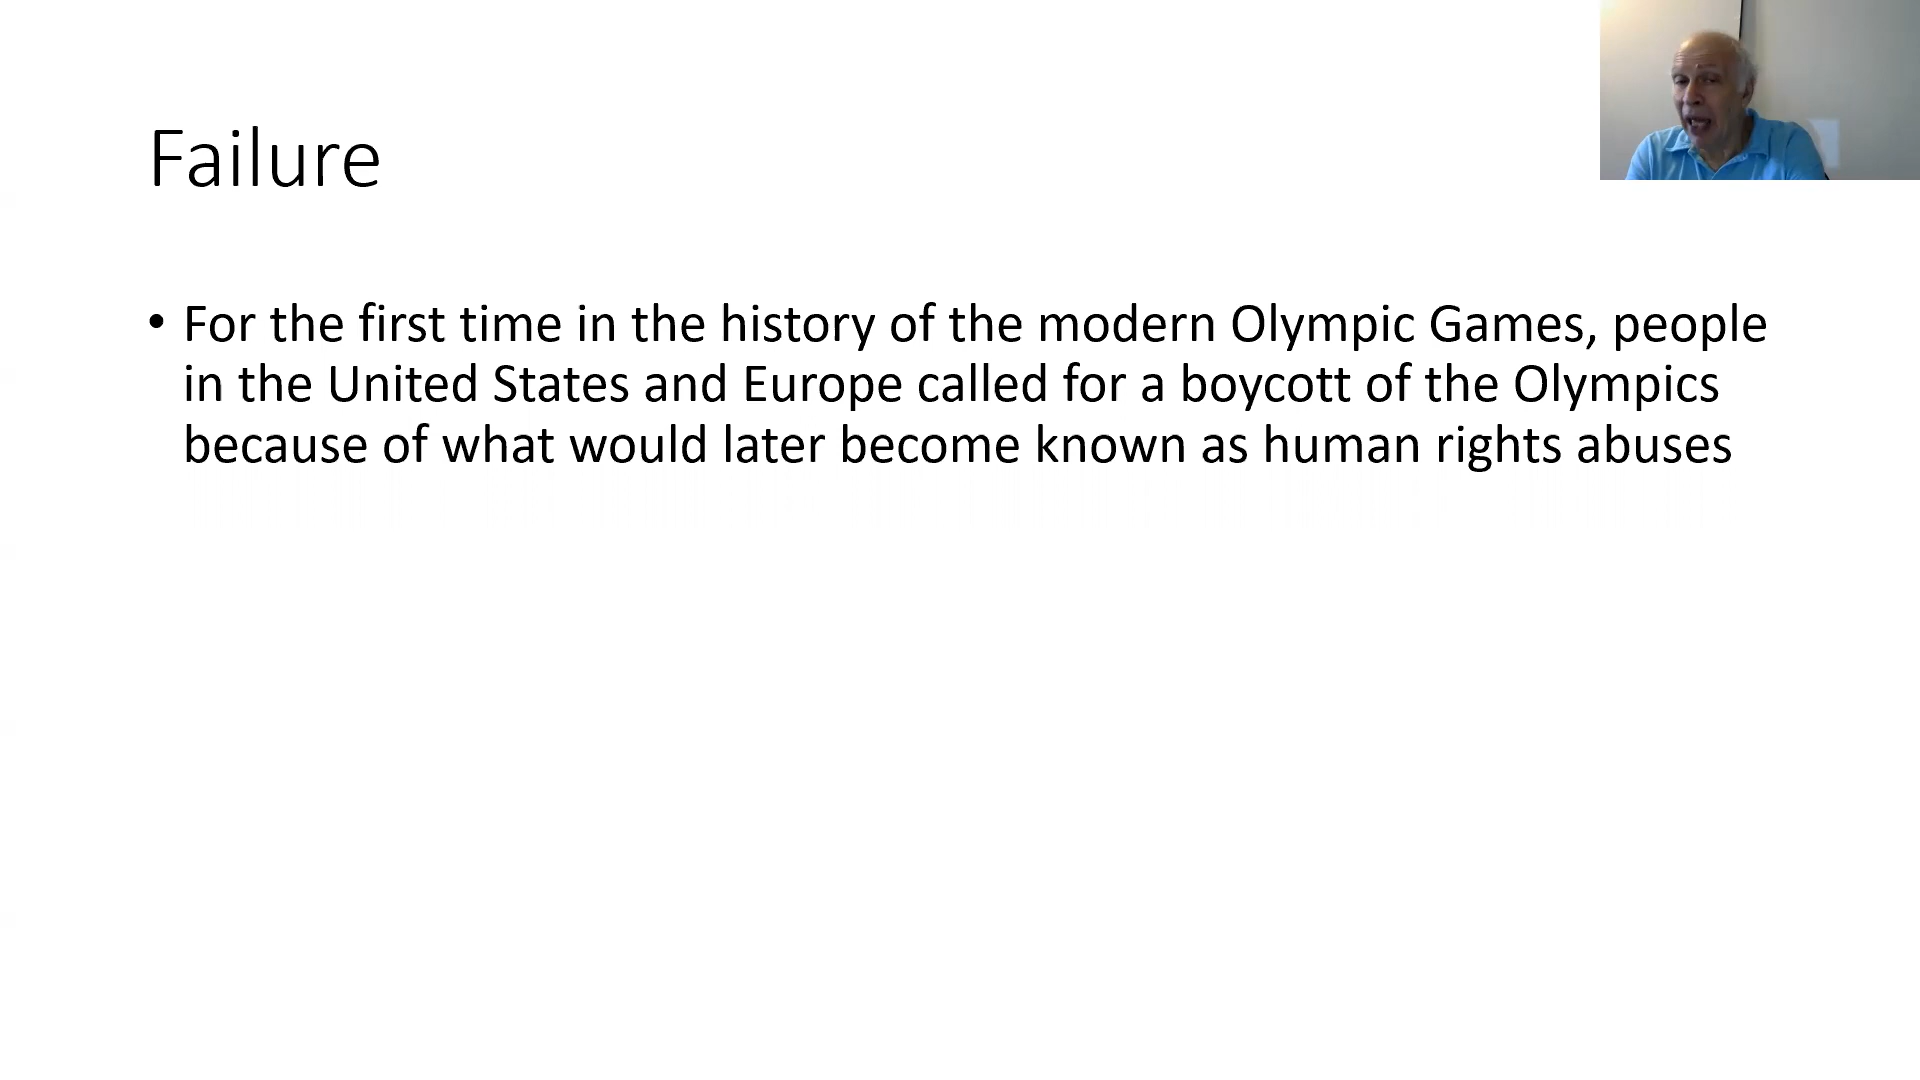 Failure
• For the first time in the history of the modern Olympic Games, people
in the United States and Europe called for a boycott of the Olympics
because of what would later become known as human rights abuses